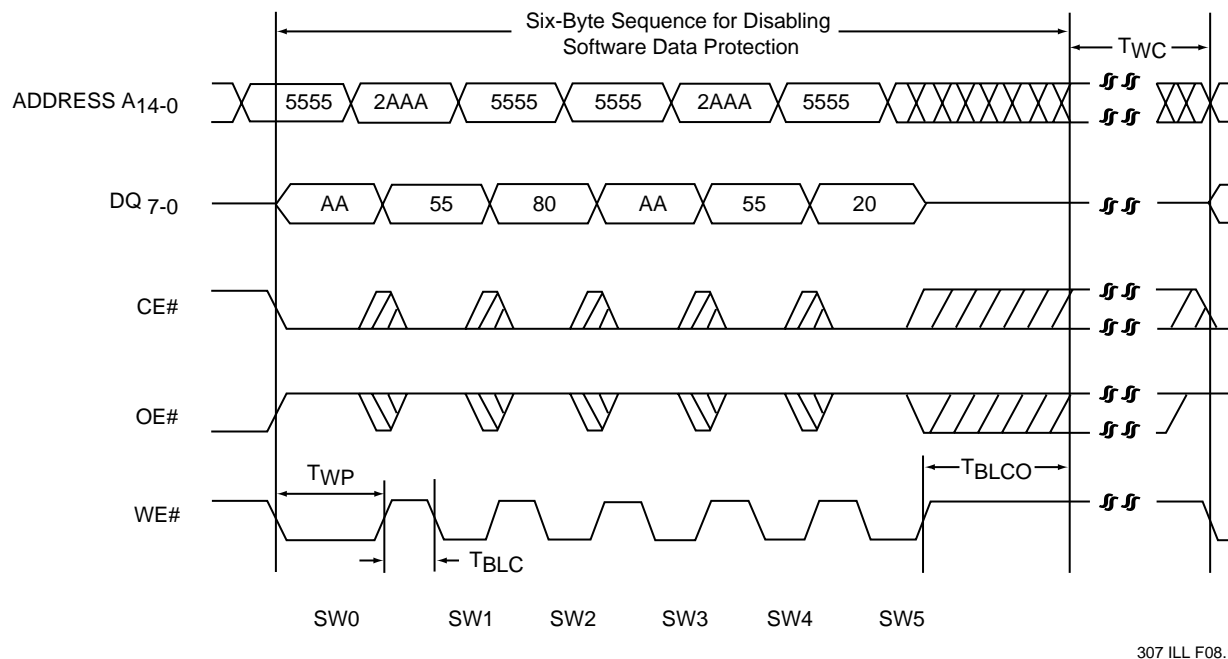 Six-Byte Sequence for Disabling
Software Data Protection
TWC
ADDRESS A14-0
5555 2AAA 5555 5555 2AAA 5555
DQ 7-0
AA 55 80 AA 55 20
CE#
OE#
TWP
TBLCO
WE#
TBLC
SW0 SW1 SW2 SW3 SW4 SW5
307 ILL F08.